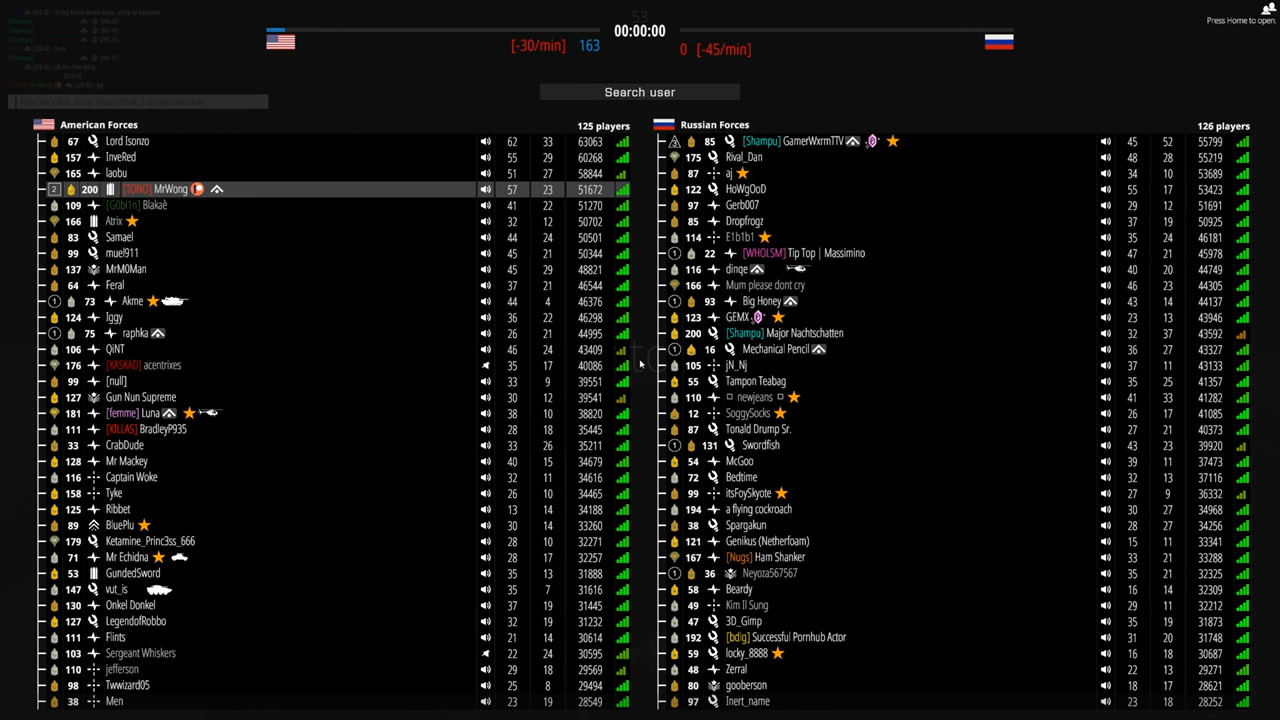 Press Home to open.
53
00:00:00
[-30/min] 163 0 [-45/min]
Search user
American Forces 125 players
67 Lord Isonzo 62 33 63063
157 InveRed 55 29 60268
165 laobu 51 27 58844
2 200 [TONO] MrWong 57 23 51672
109 [G0bl1n] Blakaè 41 22 51270
166 Atrix 32 12 50702
83 Samael 44 24 50501
89 muel911 45 21 50344
137 MrM0Man 45 29 48821
64 Feral 37 21 46544
1 73 Akme 44 4 46376
124 Iggy 36 22 46298
1 75 raphka 26 21 44995
106 QiNT 46 24 43409
176 [KASKAD] acentrixes 35 17 40086
99 [null] 33 9 39551
127 Gun Nun Supreme 30 12 39541
181 [femme] Luna 38 10 38820
111 [KILLAS] BradleyP935 28 18 35445
33 CrabDude 33 26 35211
128 Mr Mackey 40 15 34679
116 Captain Woke 32 11 34616
158 Tyke 26 10 34465
125 Ribbet 13 14 34188
89 BluePlu 30 14 33260
179 Ketamine_Princ3ss_666 28 10 32271
71 Mr Echidna 28 17 32257
53 GundedSword 35 13 31888
147 vut_is 35 7 31616
130 Onkel Donkel 37 19 31445
127 LegendofRobbo 32 19 31232
111 Flints 21 14 30614
103 Sergeant Whiskers 22 24 30595
110 jefferson 29 18 29569
98 Twwizard05 25 8 29494
38 Men 23 19 28549
Russian Forces 126 players
85 [Shampu] GamerWxrmTTV 45 52 55799
175 Rival_Dan 48 28 55219
87 aj 34 10 53689
122 HoWgOoD 55 17 53423
97 Gerb007 29 12 51691
85 Dropfrogz 37 19 50925
114 E1b1b1 35 24 46181
1 22 [WHOLSM] Tip Top | Massimino 47 21 45978
116 dinqe 40 20 44749
166 Mum please dont cry 46 23 44305
1 93 Big Honey 43 14 44137
123 GEMX 23 13 43946
200 [Shampu] Major Nachtschatten 32 37 43592
1 16 Mechanical Pencil 36 27 43327
105 jN_Nj 37 11 43133
55 Tampon Teabag 35 25 41357
110 newjeans 41 33 41282
12 SoggySocks 26 17 41085
87 Tonald Drump Sr. 27 21 40373
1 131 Swordfish 43 23 39920
54 McGoo 39 11 37473
72 Bedtime 32 13 37116
99 itsFoySkyote 27 9 36332
194 a flying cockroach 30 27 34968
38 Spargakun 28 27 34256
121 Genikus (Netherfoam) 15 11 33341
167 [Nugs] Ham Shanker 33 21 33288
1 36 Neyoza567567 35 21 32325
58 Beardy 16 14 32309
49 Kim Il Sung 29 11 32212
47 3D_Gimp 35 19 31873
192 [bdlg] Successful Pornhub Actor 31 20 31748
59 locky_8888 16 18 30687
48 Zerral 22 13 29271
80 gooberson 18 17 28621
97 Inert_name 23 18 28252